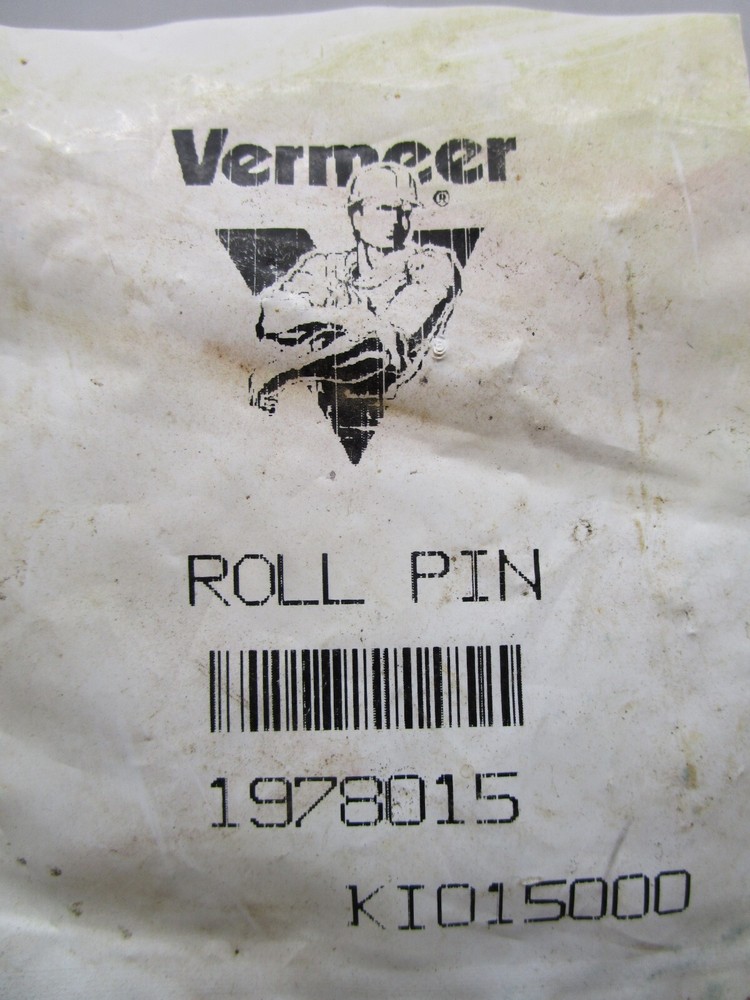 Vermeer
®
ROLL PIN
1978015
KI015000